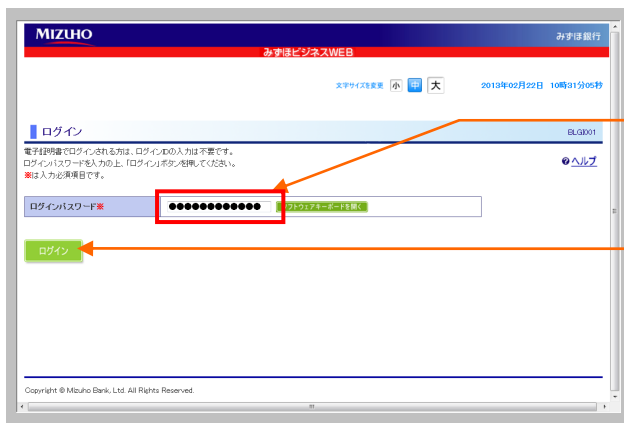 MIZUHO
みずほ銀行
みずほビジネスWEB
文字サイズを変更 小 中 大 2013年02月22日 10時31分05秒
ログイン
BLGI001
電子証明書でログインされる方は、ログインIDの入力は不要です。
ログインパスワードを入力の上、「ログイン」ボタンを押してください。
※は入力必須項目です。
ヘルプ
ログインパスワード※ ●●●●●●●●●●●● ソフトウェアキーボードを開く
ログイン
Copyright © Mizuho Bank, Ltd. All Rights Reserved.